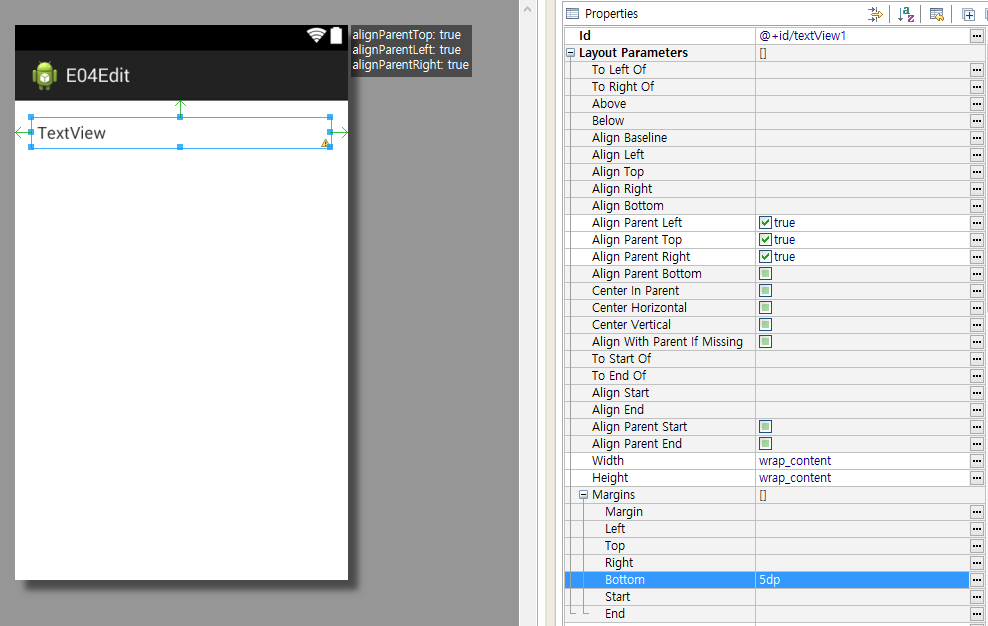 alignParentTop: true
alignParentLeft: true
alignParentRight: true
E04Edit
TextView
Properties
Id @+id/textView1
Layout Parameters []
To Left Of
To Right Of
Above
Below
Align Baseline
Align Left
Align Top
Align Right
Align Bottom
Align Parent Left true
Align Parent Top true
Align Parent Right true
Align Parent Bottom
Center In Parent
Center Horizontal
Center Vertical
Align With Parent If Missing
To Start Of
To End Of
Align Start
Align End
Align Parent Start
Align Parent End
Width wrap_content
Height wrap_content
Margins []
Margin
Left
Top
Right
Bottom 5dp
Start
End